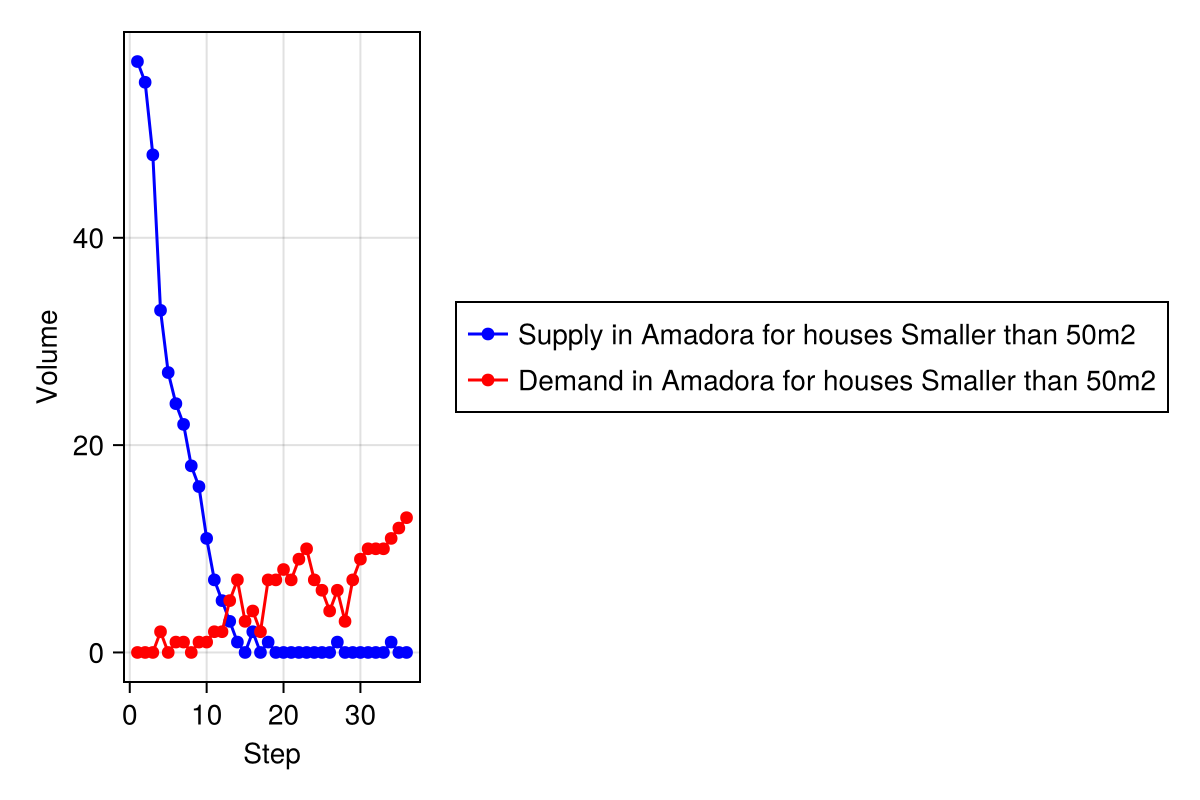 Volume
40
20
0
0 10 20 30
Step
Supply in Amadora for houses Smaller than 50m2
Demand in Amadora for houses Smaller than 50m2